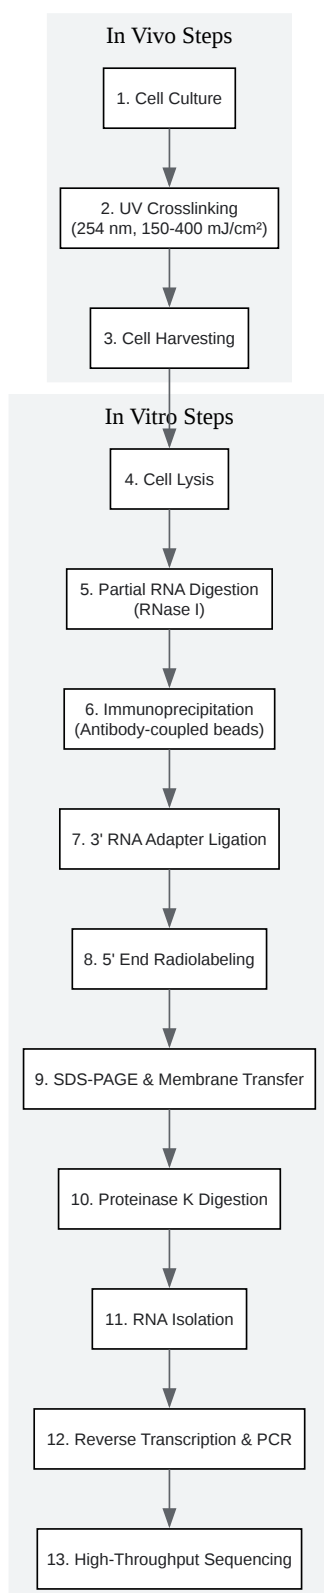 In Vivo Steps
1. Cell Culture
2. UV Crosslinking
(254 nm, 150-400 mJ/cm²)
3. Cell Harvesting
In Vitro Steps
4. Cell Lysis
5. Partial RNA Digestion
(RNase I)
6. Immunoprecipitation
(Antibody-coupled beads)
7. 3' RNA Adapter Ligation
8. 5' End Radiolabeling
9. SDS-PAGE & Membrane Transfer
10. Proteinase K Digestion
11. RNA Isolation
12. Reverse Transcription & PCR
13. High-Throughput Sequencing